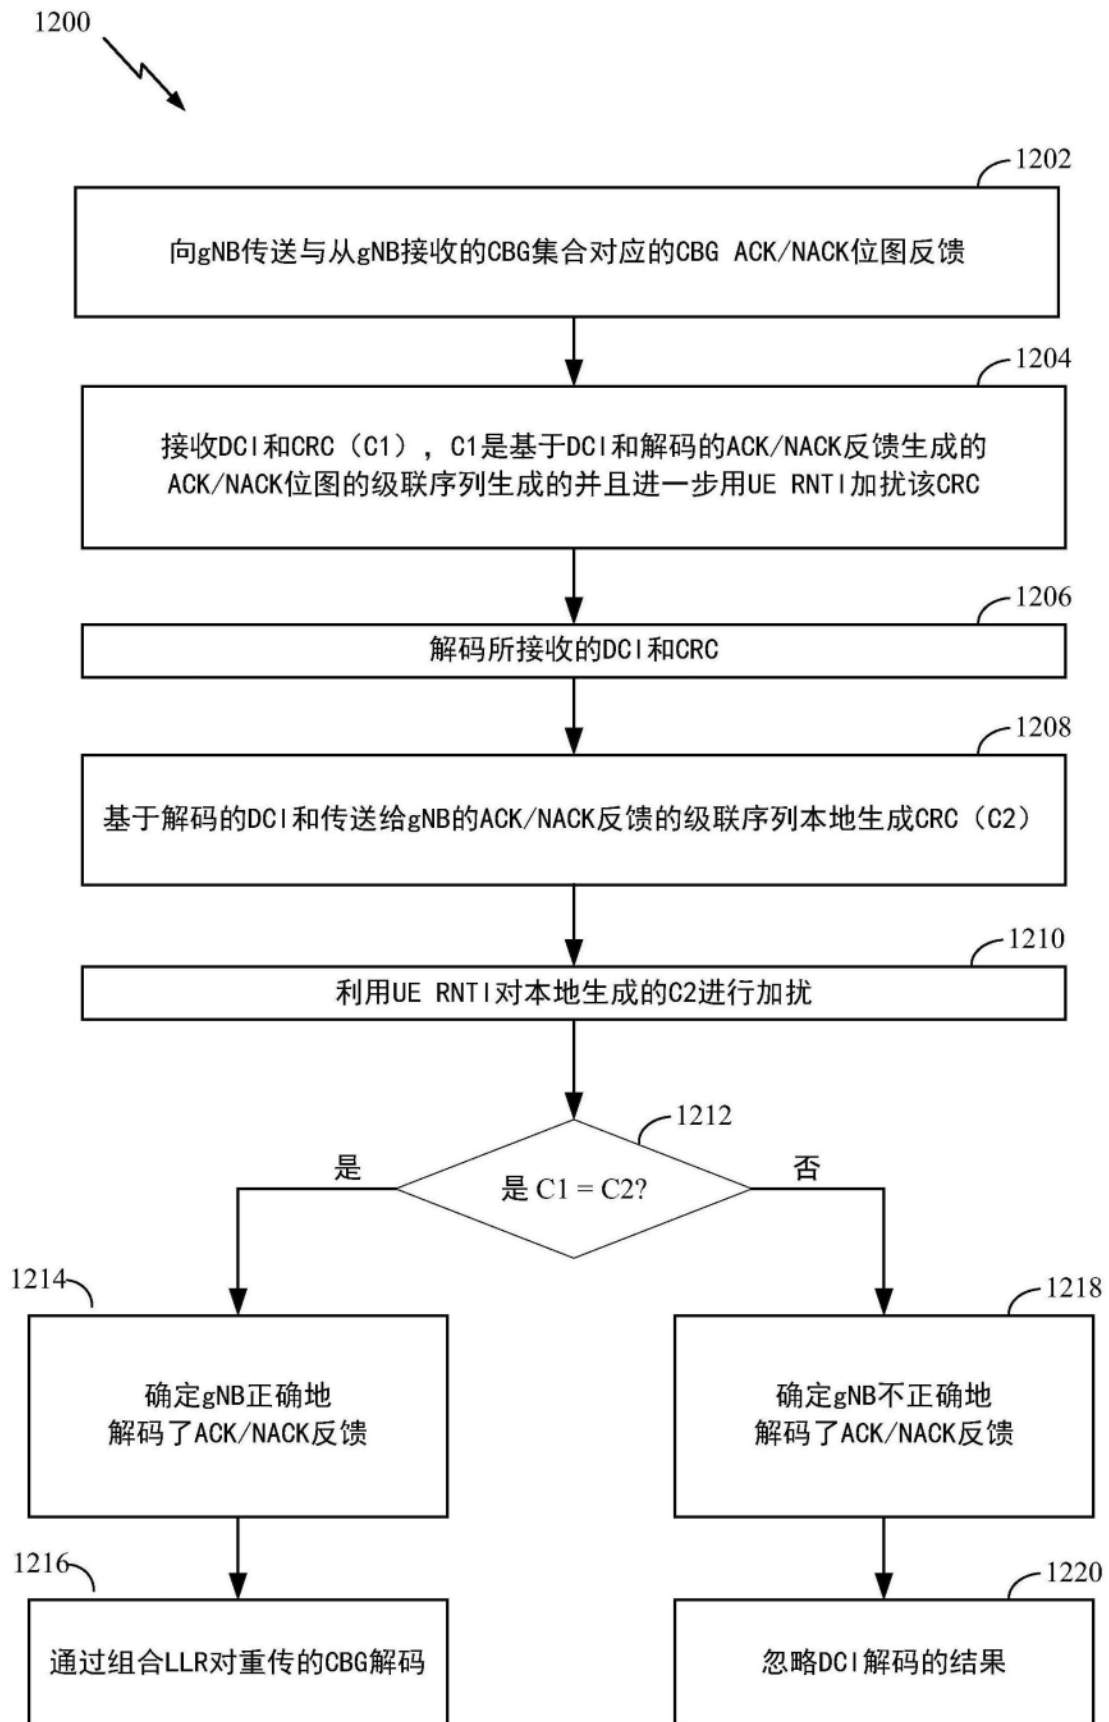 1200
1202
向gNB传送与从gNB接收的CBG集合对应的CBG ACK/NACK位图反馈
1204
接收DCI和CRC（C1），C1是基于DCI和解码的ACK/NACK反馈生成的
ACK/NACK位图的级联序列生成的并且进一步用UE RNTI加扰该CRC
1206
解码所接收的DCI和CRC
1208
基于解码的DCI和传送给gNB的ACK/NACK反馈的级联序列本地生成CRC（C2）
1210
利用UE RNTI对本地生成的C2进行加扰
1212
是 C1 = C2?
是
否
1214
确定gNB正确地
解码了ACK/NACK反馈
1218
确定gNB不正确地
解码了ACK/NACK反馈
1216
通过组合LLR对重传的CBG解码
1220
忽略DCI解码的结果